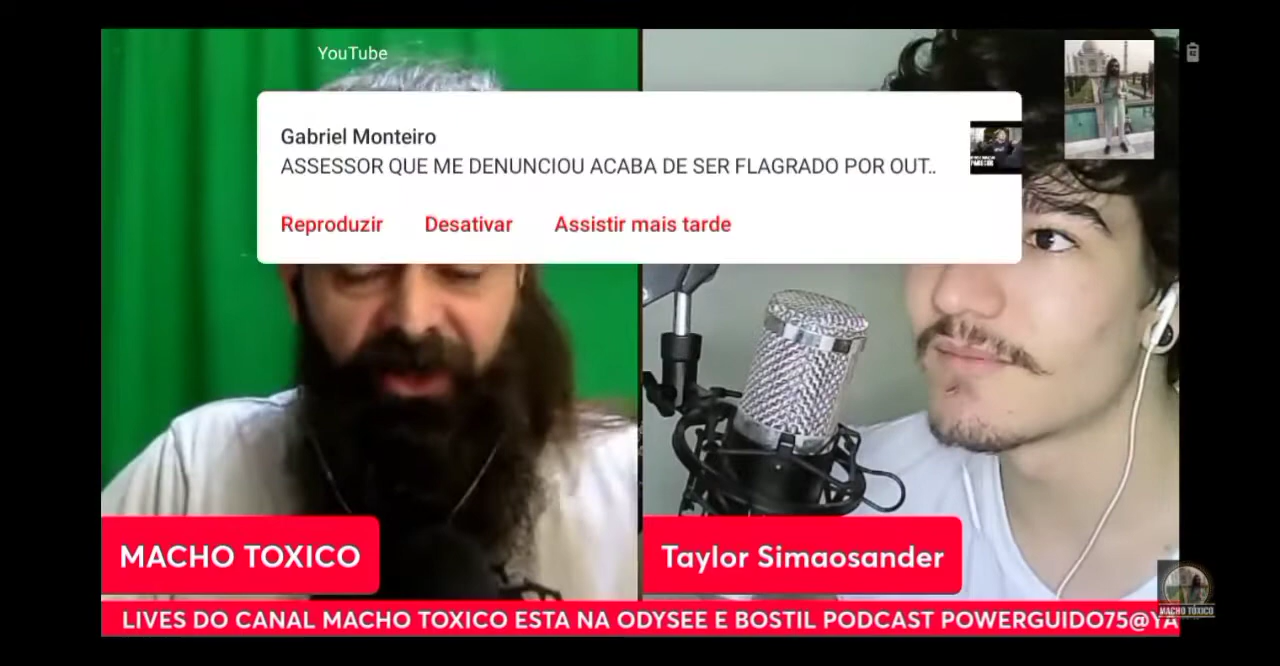 YouTube
Gabriel Monteiro
ASSESSOR QUE ME DENUNCIOU ACABA DE SER FLAGRADO POR OUT..
Reproduzir
Desativar
Assistir mais tarde
MACHO TOXICO
Taylor Simaosander
MACHO TÓXICO
LIVES DO CANAL MACHO TOXICO ESTA NA ODYSEE E BOSTIL PODCAST POWERGUIDO75@YA